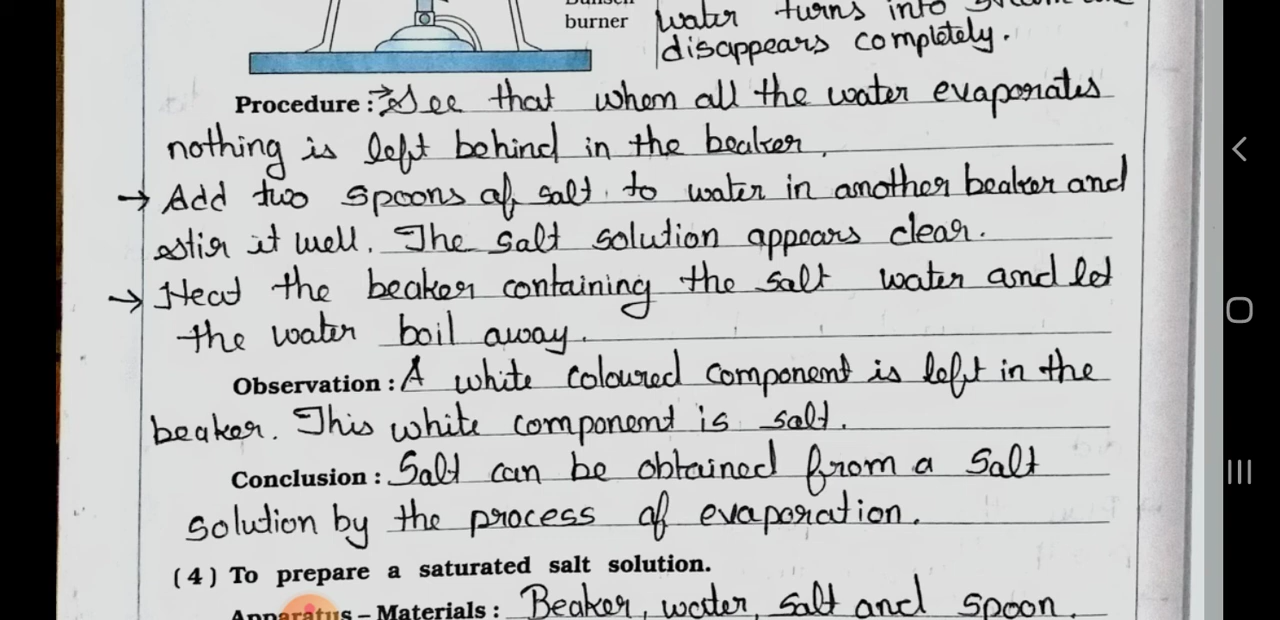 burner
water turns into
disappears completely.
Procedure :→ See that when all the water evaporates
nothing is left behind in the beaker.
→ Add two spoons of salt to water in another beaker and
stir it well. The salt solution appears clear.
→ Heat the beaker containing the salt water and let
the water boil away.
Observation : A white coloured component is left in the
beaker. This white component is salt.
Conclusion : Salt can be obtained from a salt
solution by the process of evaporation.
(4) To prepare a saturated salt solution.
Apparatus – Materials : Beaker, water, salt and spoon.